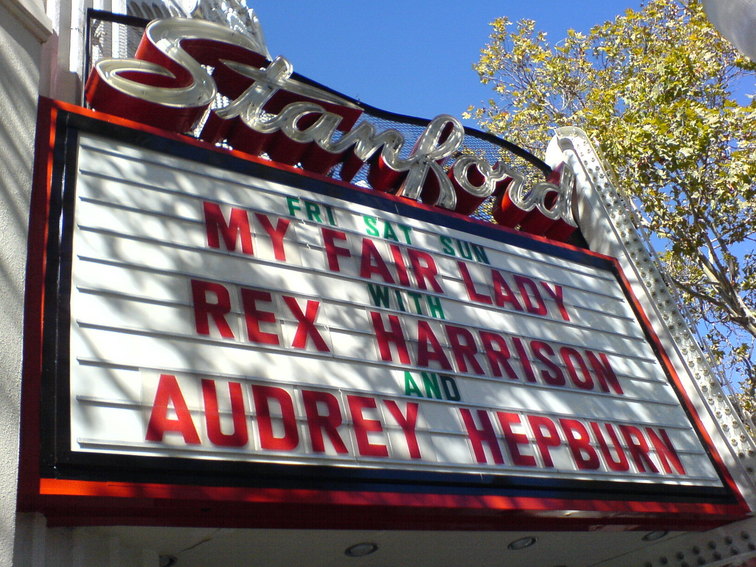 Stanford
FRI SAT SUN
MY FAIR LADY
WITH
REX HARRISON
AND
AUDREY HEPBURN